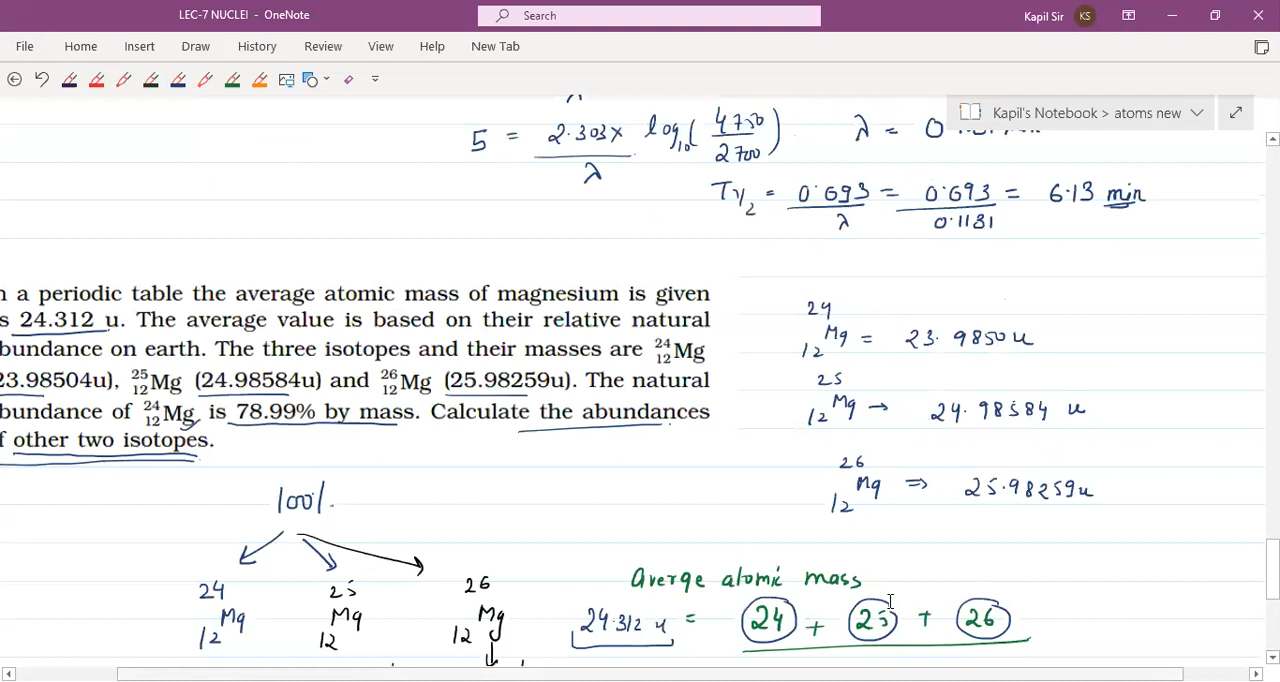 LEC-7 NUCLEI - OneNote
Search
Kapil Sir
KS
File Home Insert Draw History Review View Help New Tab
Kapil's Notebook > atoms new
5 = 2.303x log10 (4750
2700)
λ
λ = 0
T1/2 = 0.693 = 0.693 = 6.13 min
λ 0.1131
n a periodic table the average atomic mass of magnesium is given
s 24.312 u. The average value is based on their relative natural
bundance on earth. The three isotopes and their masses are 24 12 Mg
23.98504u), 25 12 Mg (24.98584u) and 26 12 Mg (25.98259u). The natural
bundance of 24 12 Mg is 78.99% by mass. Calculate the abundances
f other two isotopes.
24 12 Mg = 23.9850u
25 12 Mg → 24.98584 u
26 12 Mg ⇒ 25.98259u
100%.
24 12 Mg 25 12 Mg 26 12 Mg
Averge atomic mass
24.312 u = 24 + 25 + 26